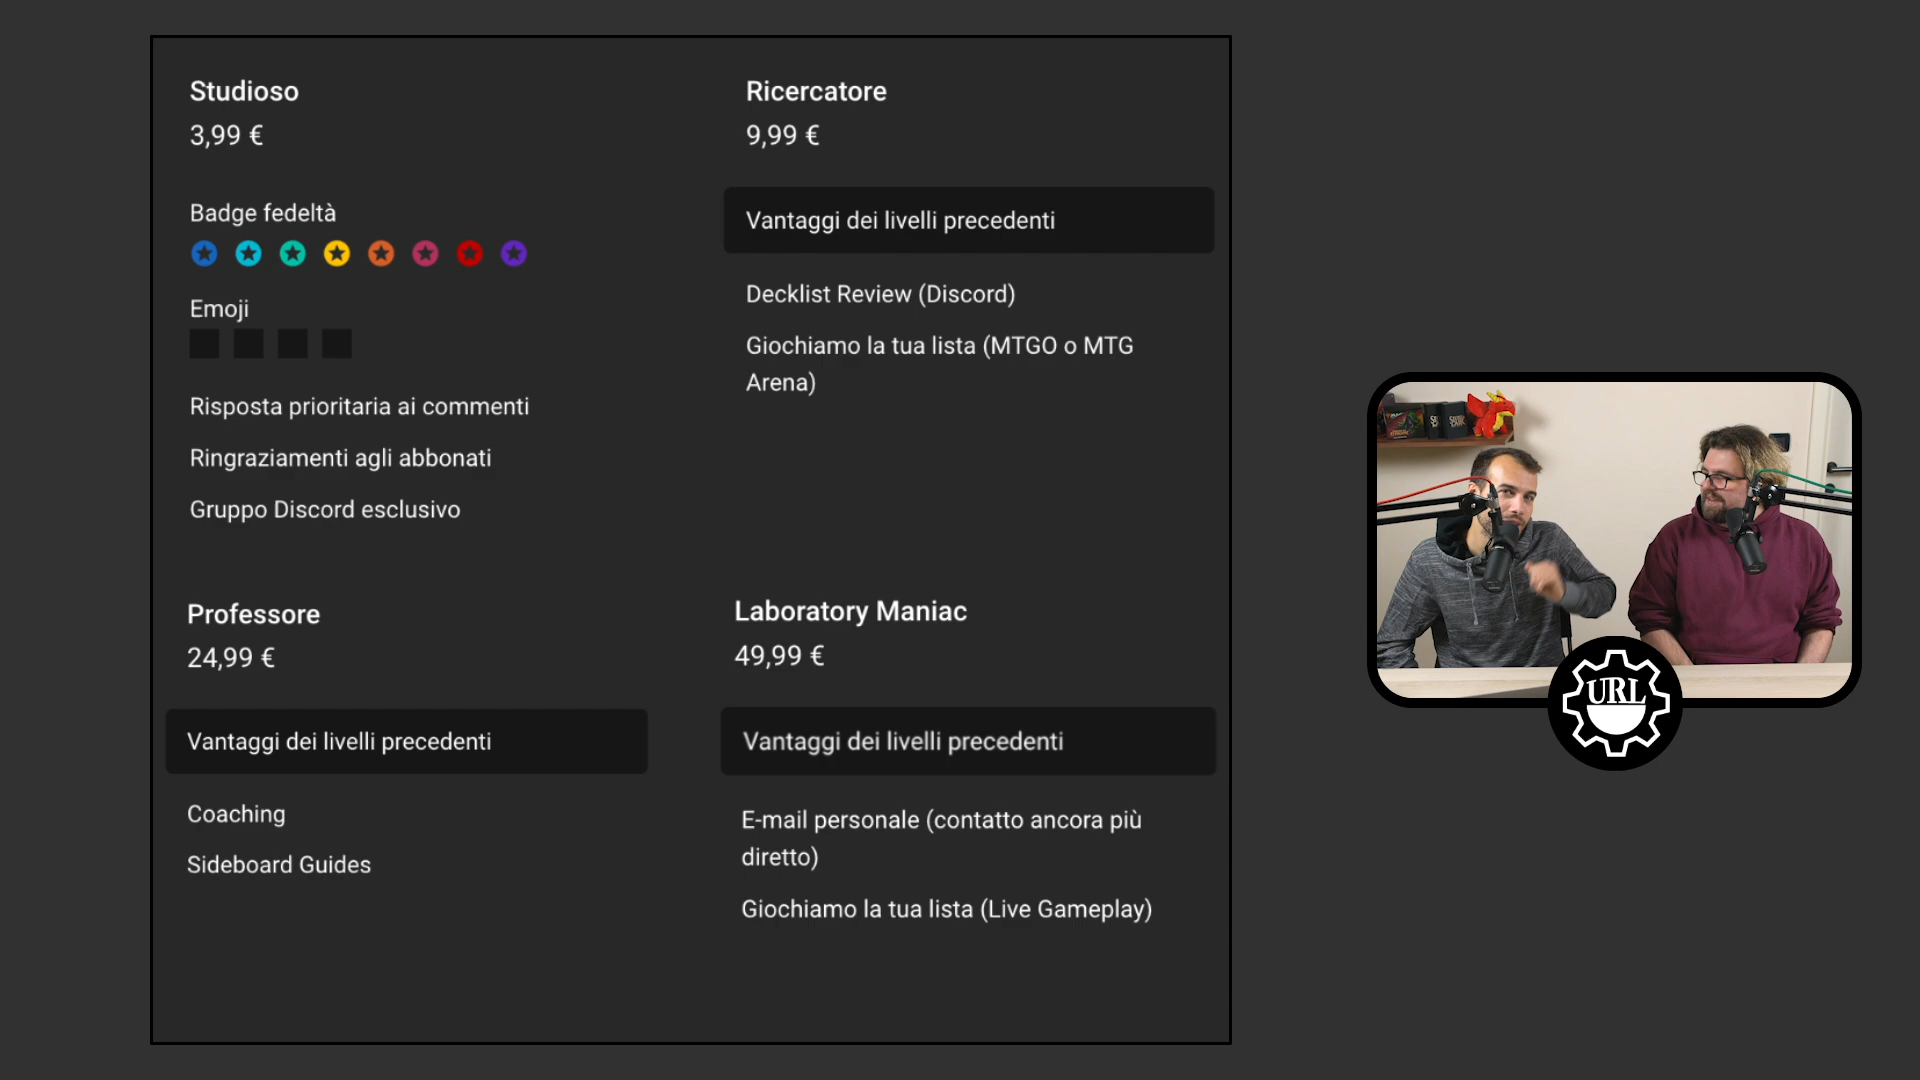 Studioso
3,99 €
Badge fedeltà
Emoji
Risposta prioritaria ai commenti
Ringraziamenti agli abbonati
Gruppo Discord esclusivo
Ricercatore
9,99 €
Vantaggi dei livelli precedenti
Decklist Review (Discord)
Giochiamo la tua lista (MTGO o MTG
Arena)
Professore
24,99 €
Vantaggi dei livelli precedenti
Coaching
Sideboard Guides
Laboratory Maniac
49,99 €
Vantaggi dei livelli precedenti
E-mail personale (contatto ancora più
diretto)
Giochiamo la tua lista (Live Gameplay)
URL